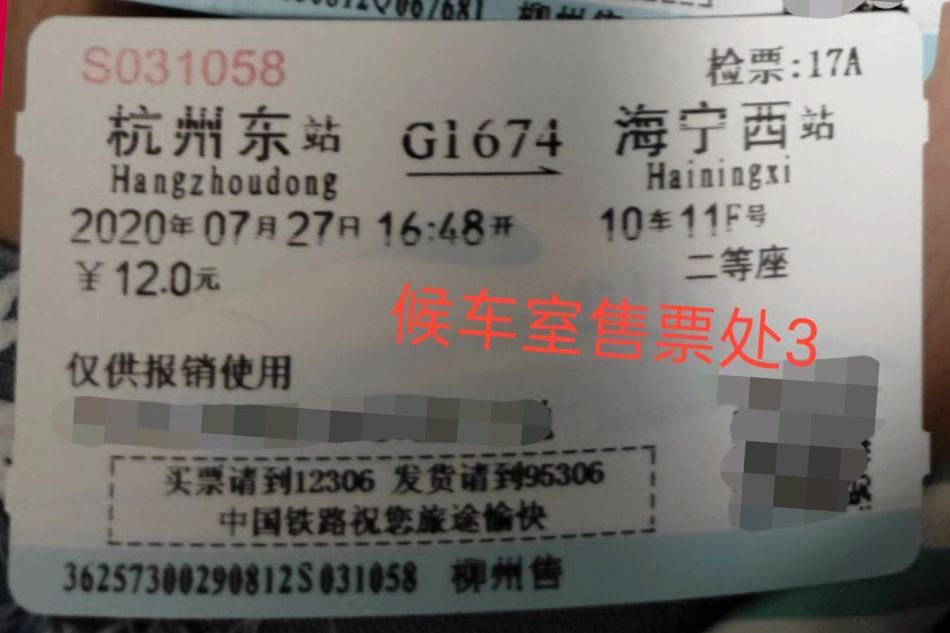 柳州售
S031058 检票:17A
杭州东站 G1674 海宁西站
Hangzhoudong Hainingxi
2020年07月27日 16:48开 10车11F号
¥12.0元 二等座
候车室售票处3
仅供报销使用
买票请到12306 发货请到95306
中国铁路祝您旅途愉快
36257300290812S031058 柳州售